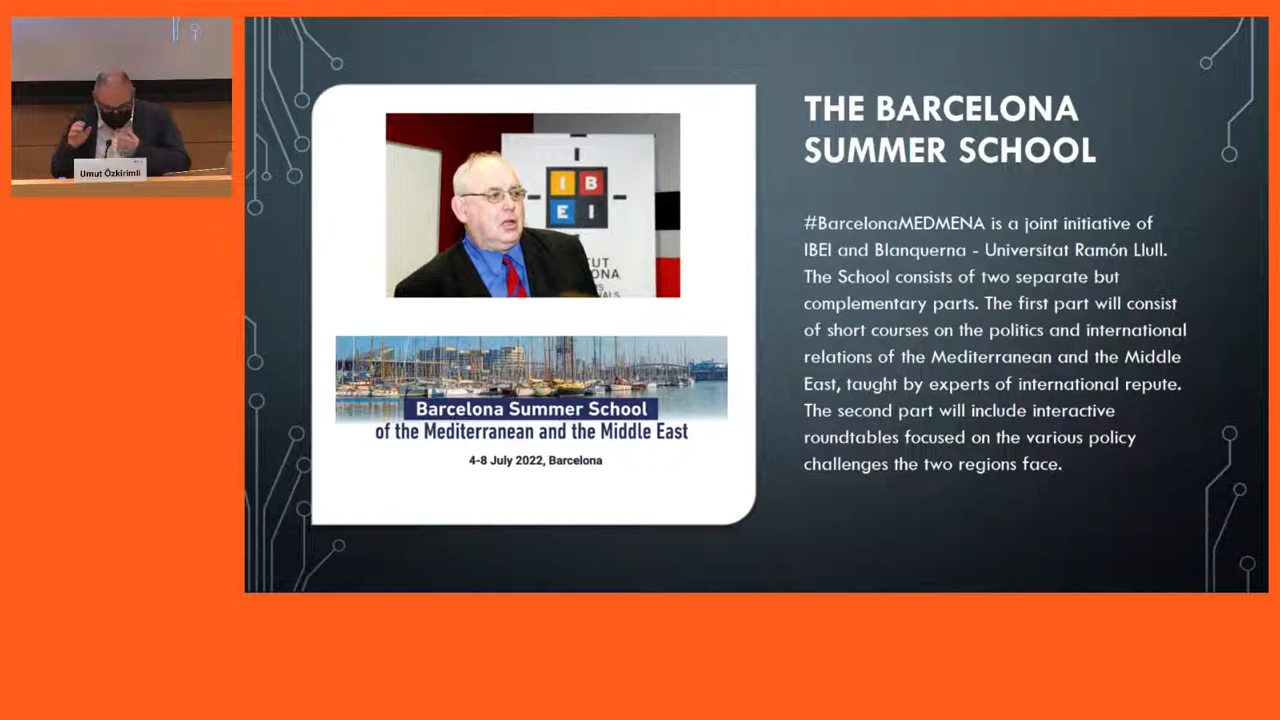 Umut Özkirimli
I B
E I
TUT
ONA
S
NALS
Barcelona Summer School
of the Mediterranean and the Middle East
4-8 July 2022, Barcelona
THE BARCELONA
SUMMER SCHOOL
#BarcelonaMEDMENA is a joint initiative of
IBEI and Blanquerna - Universitat Ramón Llull.
The School consists of two separate but
complementary parts. The first part will consist
of short courses on the politics and international
relations of the Mediterranean and the Middle
East, taught by experts of international repute.
The second part will include interactive
roundtables focused on the various policy
challenges the two regions face.